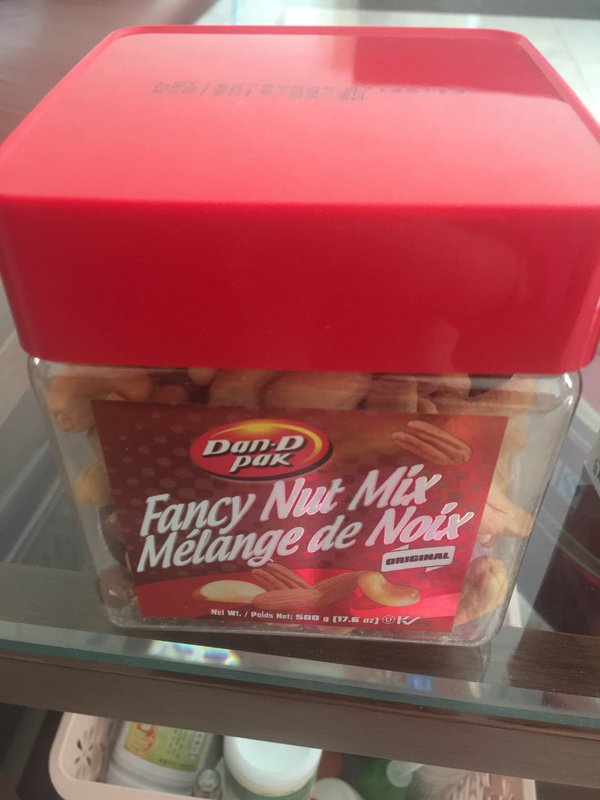 Dan-D
pak
Fancy Nut Mix
Mélange de Noix
ORIGINAL
Net Wt. / Poids Net: 500 g (17.6 oz)